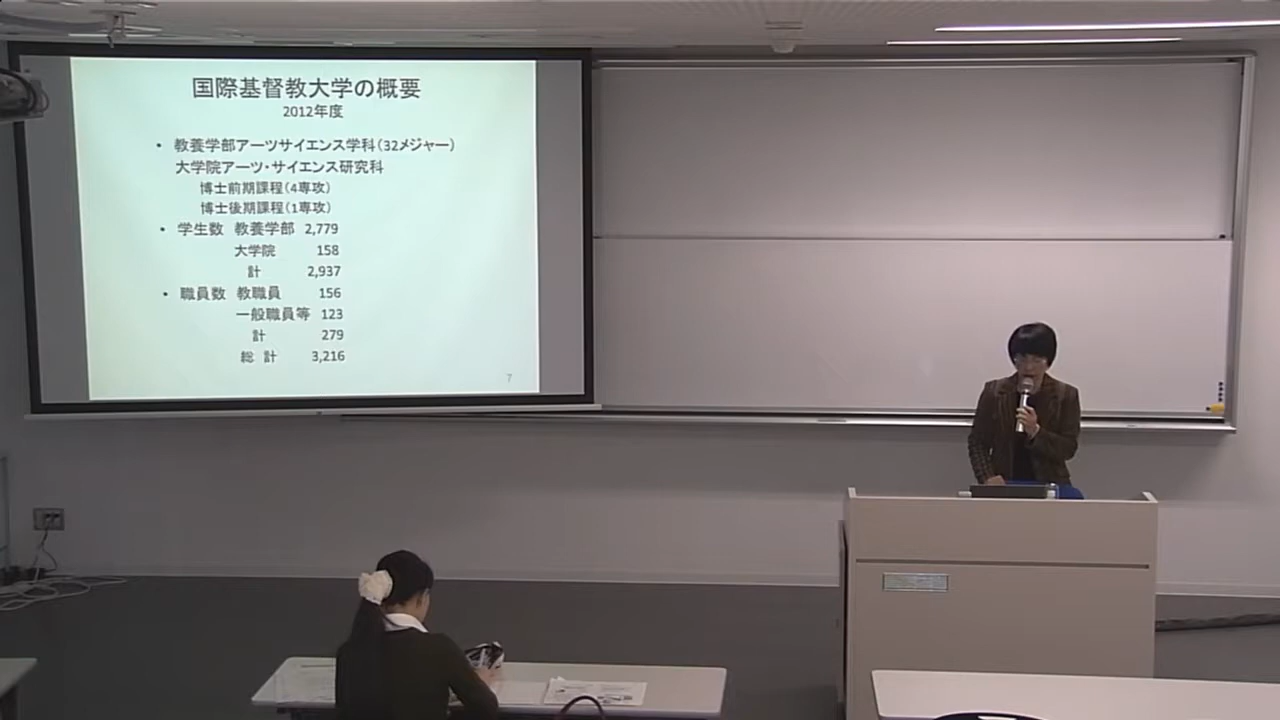 国際基督教大学の概要
2012年度
• 教養学部アーツサイエンス学科(32メジャー)
大学院アーツ・サイエンス研究科
博士前期課程(4専攻)
博士後期課程(1専攻)
• 学生数 教養学部 2,779
大学院 158
計 2,937
• 職員数 教職員 156
一般職員等 123
計 279
総 計 3,216
7